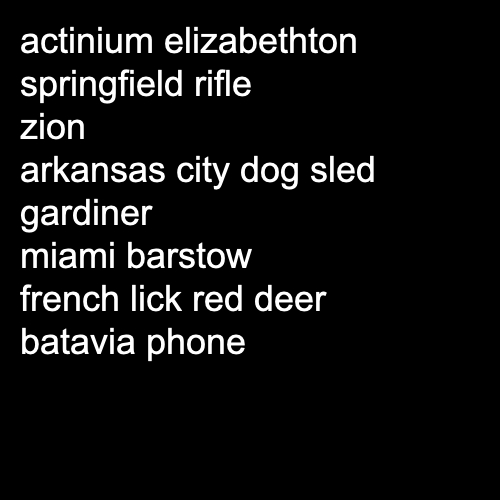 actinium elizabethton
springfield rifle
zion
arkansas city dog sled
gardiner
miami barstow
french lick red deer
batavia phone